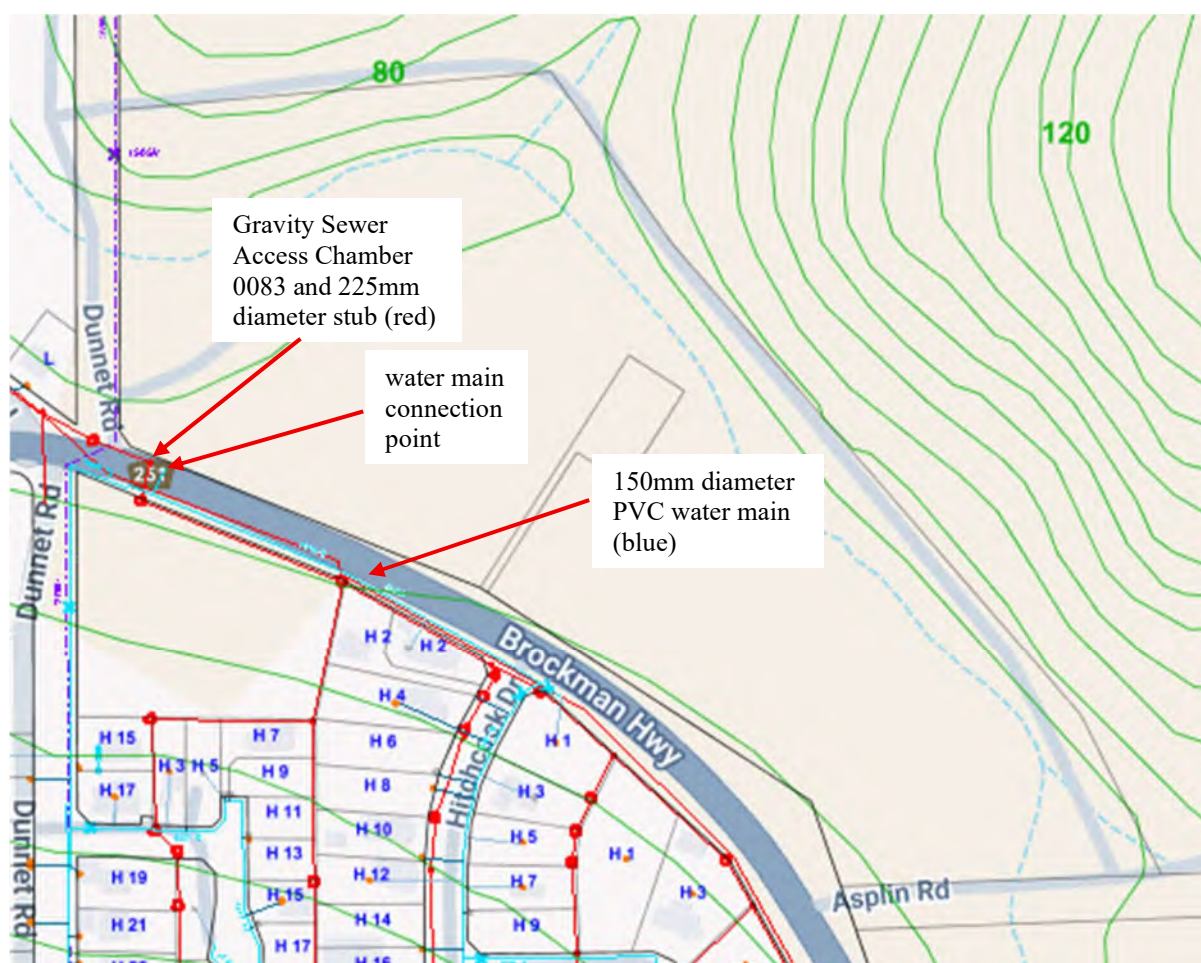 80
120
150GW
Gravity Sewer
Access Chamber
0083 and 225mm
diameter stub (red)
Dunnet Rd
L
water main
connection
point
251
150mm diameter
PVC water main
(blue)
Dunnet Rd
Brockman Hwy
H 2
H 2
H 4
Hitchcock Dr
H 15
H 7
H 6
H 1
H 3
H 5
H 9
H 8
H 3
H 17
H 11
H 10
H 5
H 1
H 13
Dunnet Rd
H 19
H 12
H 7
H 3
Asplin Rd
H 15
H 21
H 14
H 9
H 17